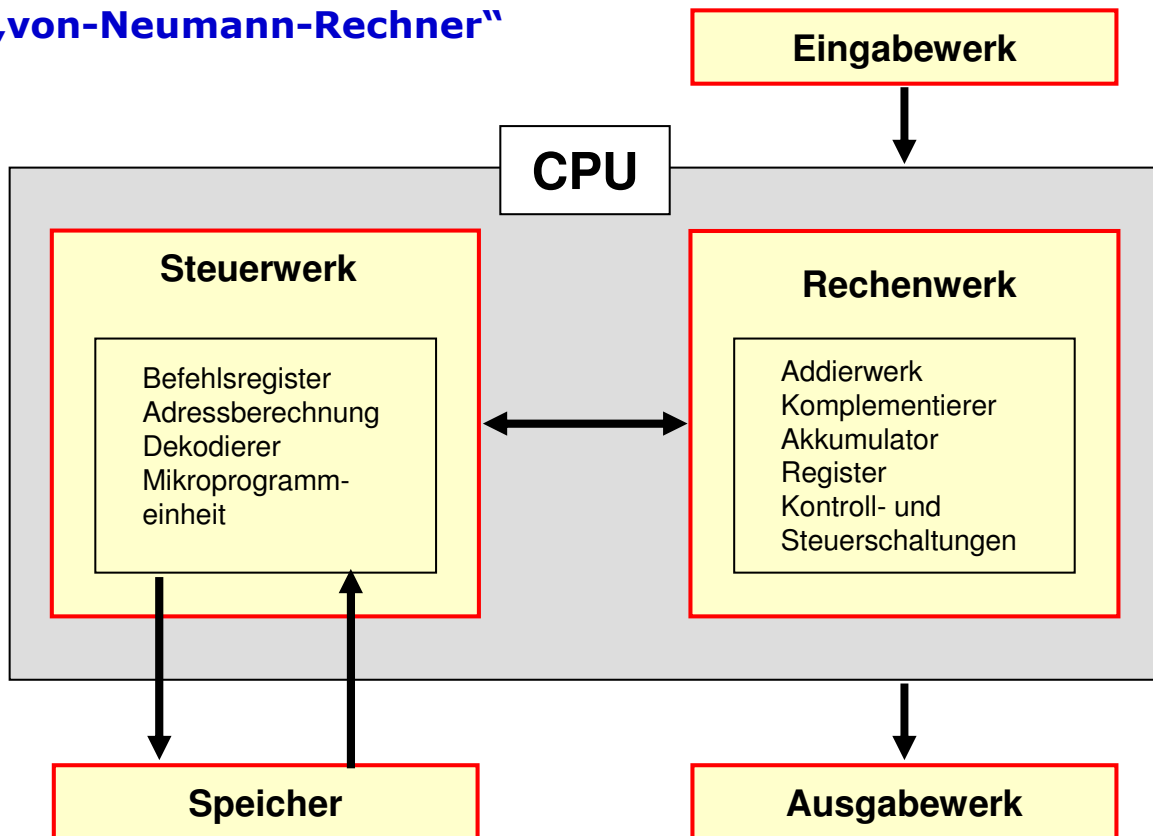 „von-Neumann-Rechner“
Eingabewerk
CPU
Steuerwerk
Befehlsregister
Adressberechnung
Dekodierer
Mikroprogramm-
einheit
Rechenwerk
Addierwerk
Komplementierer
Akkumulator
Register
Kontroll- und
Steuerschaltungen
Speicher
Ausgabewerk